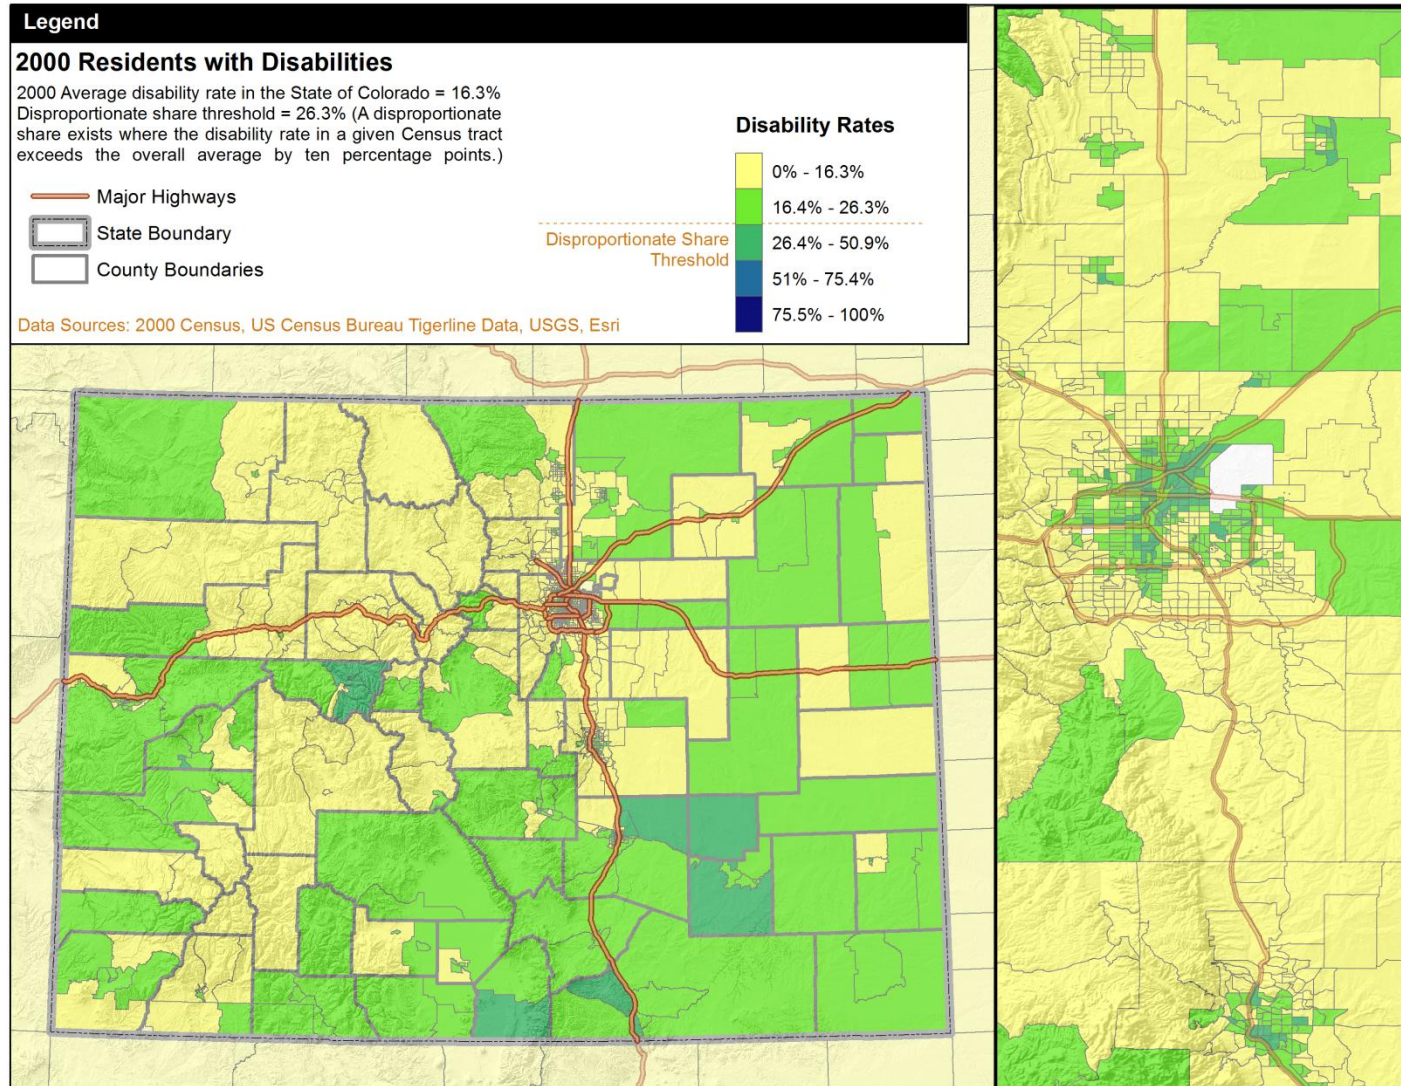 Legend
2000 Residents with Disabilities
2000 Average disability rate in the State of Colorado = 16.3%
Disproportionate share threshold = 26.3% (A disproportionate
share exists where the disability rate in a given Census tract
exceeds the overall average by ten percentage points.)
Major Highways
State Boundary
County Boundaries
Data Sources: 2000 Census, US Census Bureau Tigerline Data, USGS, Esri
Disability Rates
0% - 16.3%
16.4% - 26.3%
Disproportionate Share
Threshold
26.4% - 50.9%
51% - 75.4%
75.5% - 100%